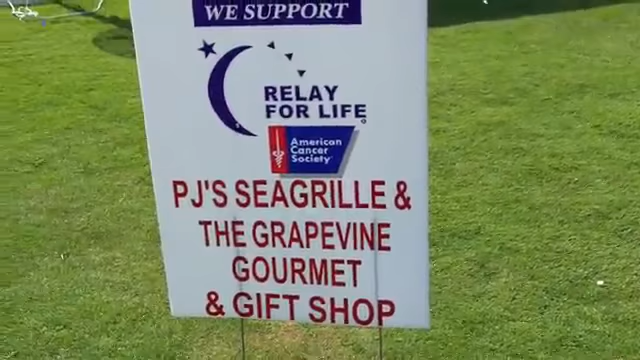 WE SUPPORT
RELAY
FOR LIFE
American
Cancer
Society
PJ'S SEAGRILLE &
THE GRAPEVINE
GOURMET
& GIFT SHOP